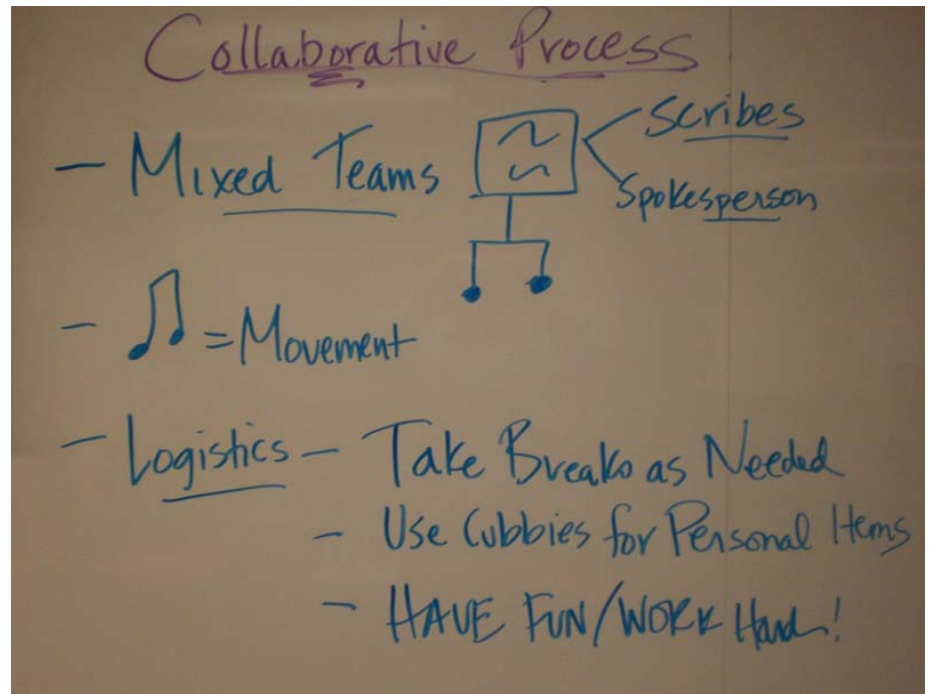 Collaborative Process
- Mixed Teams
Scribes
Spokesperson
- ♫ = Movement
- Logistics - Take Breaks as Needed
- Use Cubbies for Personal Items
- HAVE FUN/WORK Hard!